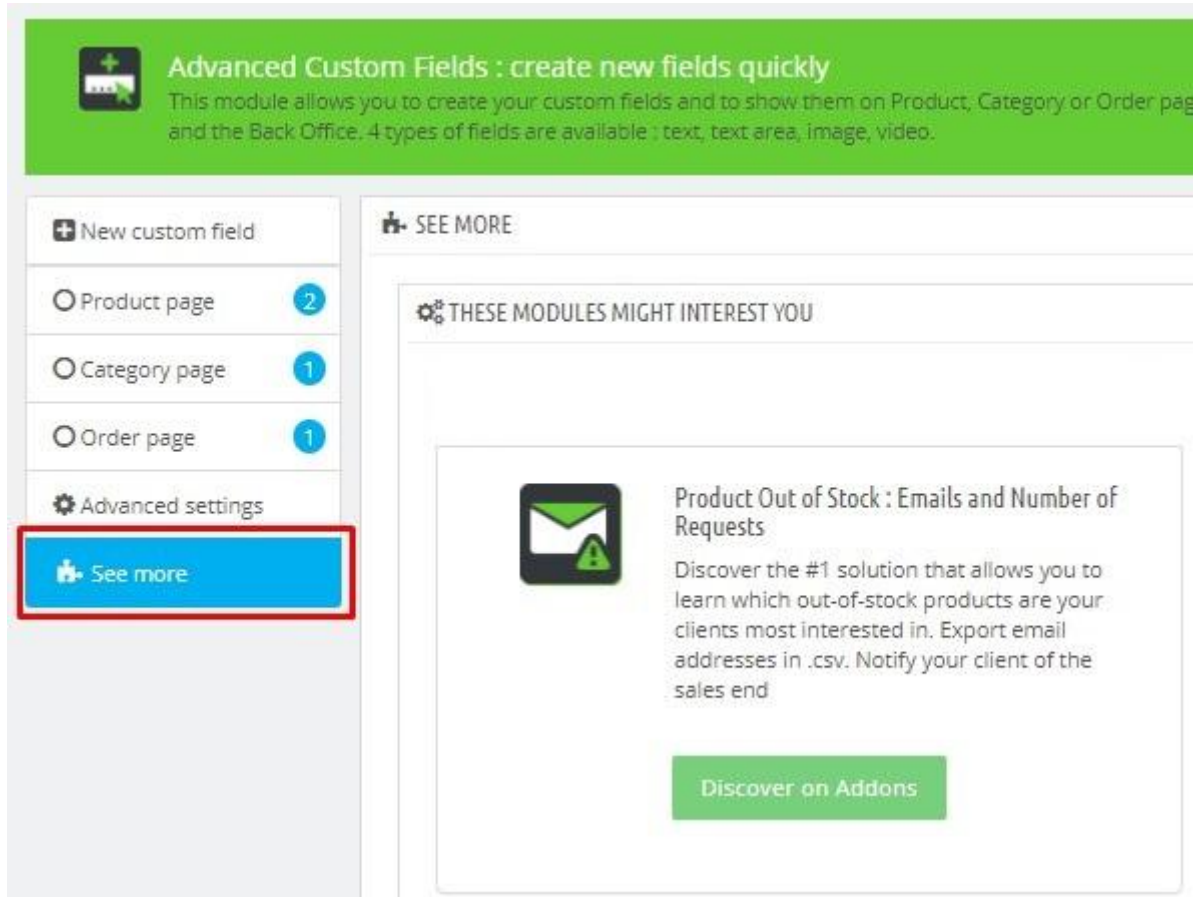 Advanced Custom Fields : create new fields quickly
This module allows you to create your custom fields and to show them on Product, Category or Order pag
and the Back Office. 4 types of fields are available : text, text area, image, video.
New custom field
Product page 2
Category page 1
Order page 1
Advanced settings
See more
SEE MORE
THESE MODULES MIGHT INTEREST YOU
Product Out of Stock : Emails and Number of
Requests
Discover the #1 solution that allows you to
learn which out-of-stock products are your
clients most interested in. Export email
addresses in .csv. Notify your client of the
sales end
Discover on Addons